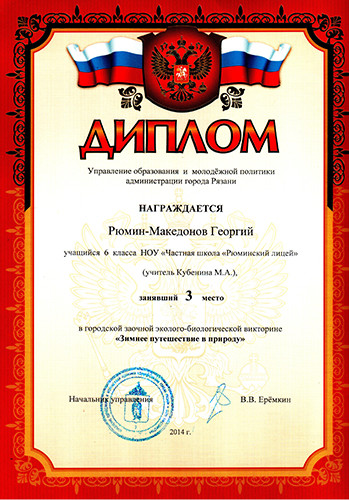 ДИПЛОМ
Управление образования и молодёжной политики
администрации города Рязани
НАГРАЖДАЕТСЯ
Рюмин-Македонов Георгий
учащийся 6 класса НОУ «Частная школа «Рюминский лицей»
(учитель Кубенина М.А.),
занявший 3 место
в городской заочной эколого-биологической викторине
«Зимнее путешествие в природу»
Начальник управления В.В. Ерёмкин
2014 г.